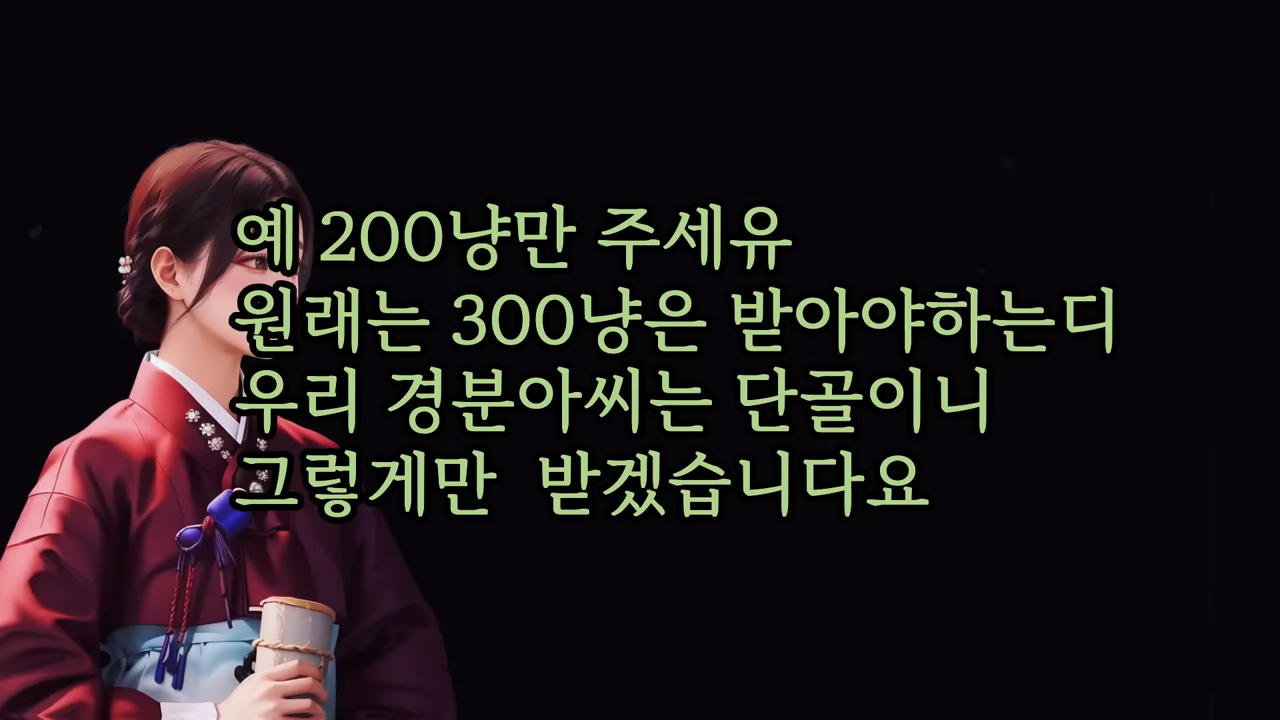 예 200냥만 주세유
원래는 300냥은 받아야하는디
우리 경분아씨는 단골이니
그렇게만 받겠습니다요